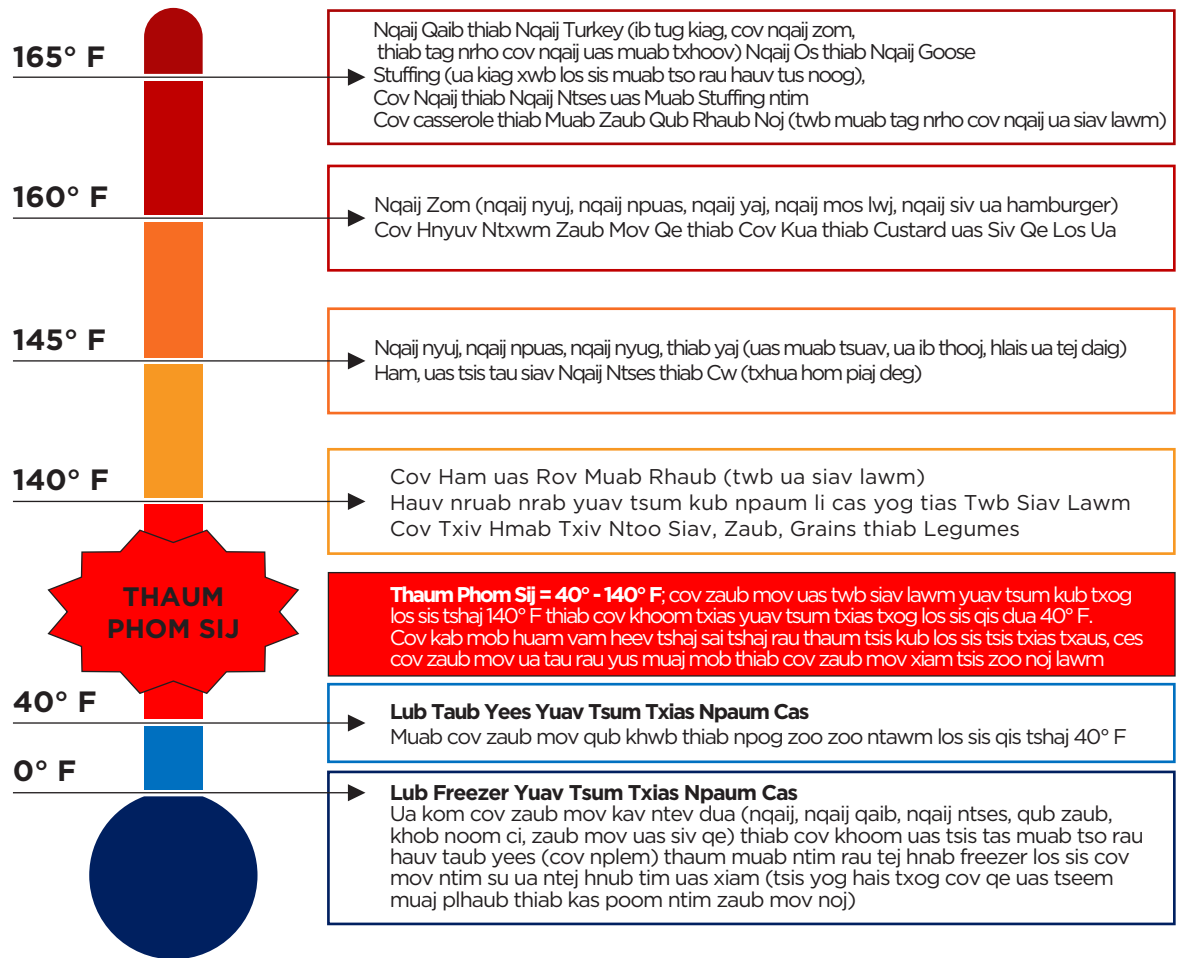 165° F
Nqaij Qaib thiab Nqaij Turkey (ib tug kiag, cov nqaij zom,
thiab tag nrho cov nqaij uas muab txhoov) Nqaij Os thiab Nqaij Goose
Stuffing (ua kiag xwb los sis muab tso rau hauv tus noog),
Cov Nqaij thiab Nqaij Ntses uas Muab Stuffing ntim
Cov casserole thiab Muab Zaub Qub Rhaub Noj (twb muab tag nrho cov nqaij ua siav lawm)
160° F
Nqaij Zom (nqaij nyuj, nqaij npuas, nqaij yaj, nqaij mos lwj, nqaij siv ua hamburger)
Cov Hnyuv Ntxwm Zaub Mov Qe thiab Cov Kua thiab Custard uas Siv Qe Los Ua
145° F
Nqaij nyuj, nqaij npuas, nqaij nyug, thiab yaj (uas muab tsuav, ua ib thooj, hlais ua tej daig)
Ham, uas tsis tau siav Nqaij Ntses thiab Cw (txhua hom piaj deg)
140° F
Cov Ham uas Rov Muab Rhaub (twb ua siav lawm)
Hauv nruab nrab yuav tsum kub npaum li cas yog tias Twb Siav Lawm
Cov Txiv Hmab Txiv Ntoo Siav, Zaub, Grains thiab Legumes
THAUM
PHOM SIJ
Thaum Phom Sij = 40° - 140° F; cov zaub mov uas twb siav lawm yuav tsum kub txog
los sis tshaj 140° F thiab cov khoom txias yuav tsum txias txog los sis qis dua 40° F.
Cov kab mob huam vam heev tshaj sai tshaj rau thaum tsis kub los sis tsis txias txaus, ces
cov zaub mov ua tau rau yus muaj mob thiab cov zaub mov xiam tsis zoo noj lawm
40° F
Lub Taub Yees Yuav Tsum Txias Npaum Cas
Muab cov zaub mov qub khwb thiab npog zoo zoo ntawm los sis qis tshaj 40° F
0° F
Lub Freezer Yuav Tsum Txias Npaum Cas
Ua kom cov zaub mov kav ntev dua (nqaij, nqaij qaib, nqaij ntses, qub zaub,
khob noom ci, zaub mov uas siv qe) thiab cov khoom uas tsis tas muab tso rau
hauv taub yees (cov nplem) thaum muab ntim rau tej hnab freezer los sis cov
mov ntim su ua ntej hnub tim uas xiam (tsis yog hais txog cov qe uas tseem
muaj plhaub thiab kas poom ntim zaub mov noj)